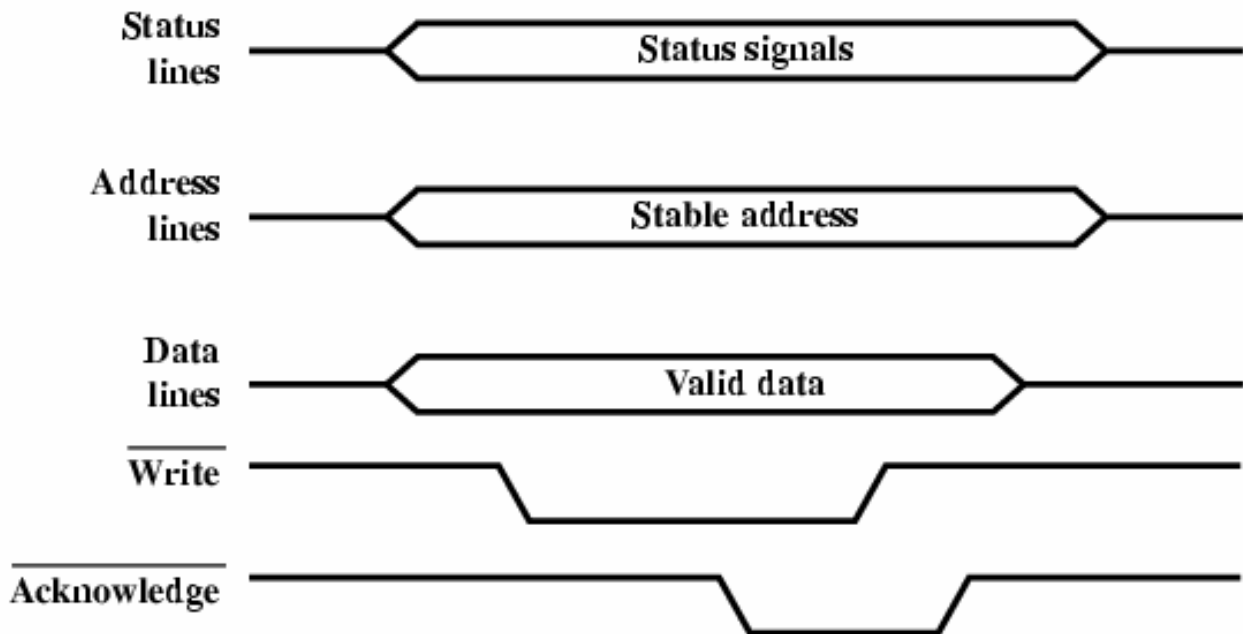 Status
lines
Status signals
Address
lines
Stable address
Data
lines
Valid data
Write
Acknowledge